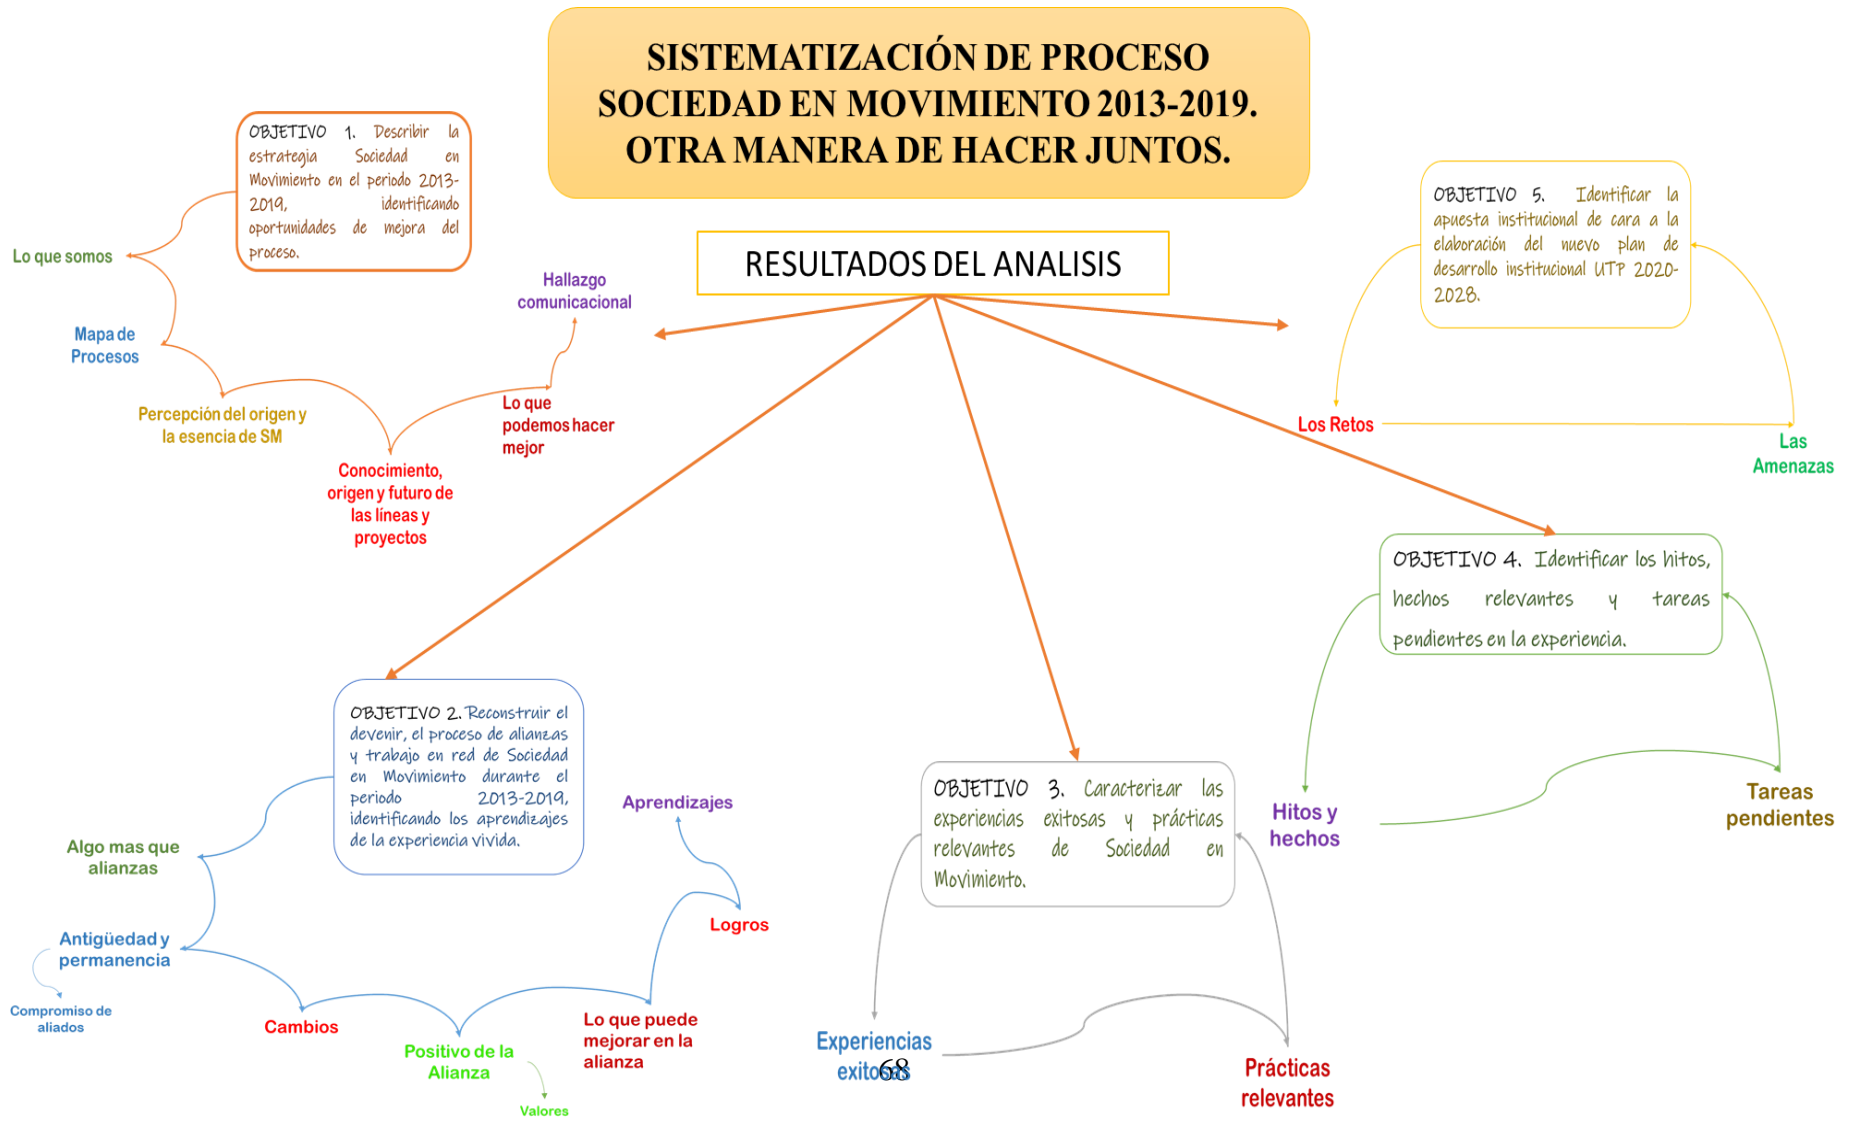 SISTEMATIZACIÓN DE PROCESO
SOCIEDAD EN MOVIMIENTO 2013-2019.
OTRA MANERA DE HACER JUNTOS.
RESULTADOS DEL ANALISIS
OBJETIVO 1. Describir la
estrategia Sociedad en
Movimiento en el periodo 2013-
2019, identificando
oportunidades de mejora del
proceso.
Lo que somos
Mapa de
Procesos
Percepción del origen y
la esencia de SM
Conocimiento,
origen y futuro de
las líneas y
proyectos
Lo que
podemos hacer
mejor
Hallazgo
comunicacional
OBJETIVO 2. Reconstruir el
devenir, el proceso de alianzas
y trabajo en red de Sociedad
en Movimiento durante el
periodo 2013-2019,
identificando los aprendizajes
de la experiencia vivida.
Algo mas que
alianzas
Antigüedad y
permanencia
Compromiso de
aliados
Cambios
Positivo de la
Alianza
Valores
Lo que puede
mejorar en la
alianza
Logros
Aprendizajes
OBJETIVO 3. Caracterizar las
experiencias exitosas y prácticas
relevantes de Sociedad en
Movimiento.
Experiencias
exitosas
68
Prácticas
relevantes
OBJETIVO 4. Identificar los hitos,
hechos relevantes y tareas
pendientes en la experiencia.
Hitos y
hechos
Tareas
pendientes
OBJETIVO 5. Identificar la
apuesta institucional de cara a la
elaboración del nuevo plan de
desarrollo institucional UTP 2020-
2028.
Los Retos
Las
Amenazas